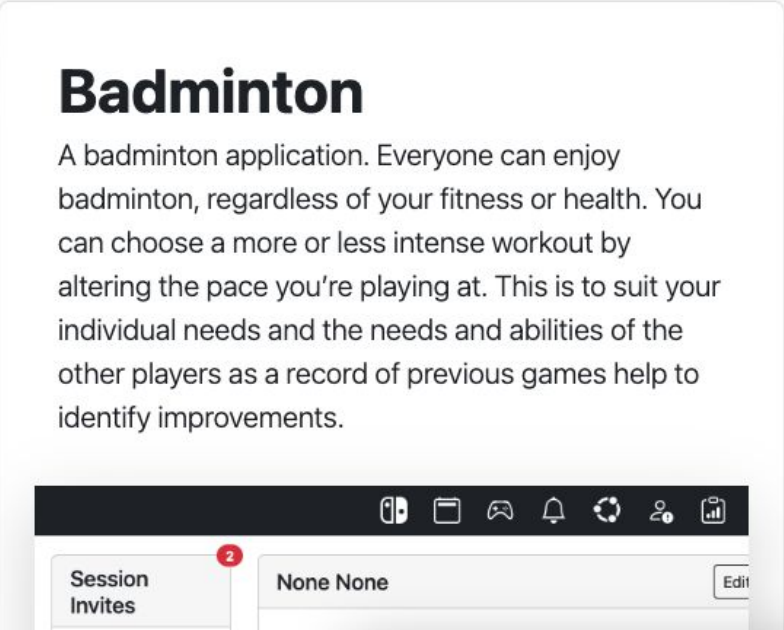 Badminton
A badminton application. Everyone can enjoy
badminton, regardless of your fitness or health. You
can choose a more or less intense workout by
altering the pace you’re playing at. This is to suit your
individual needs and the needs and abilities of the
other players as a record of previous games help to
identify improvements.
2
Session
Invites
None None
Edit